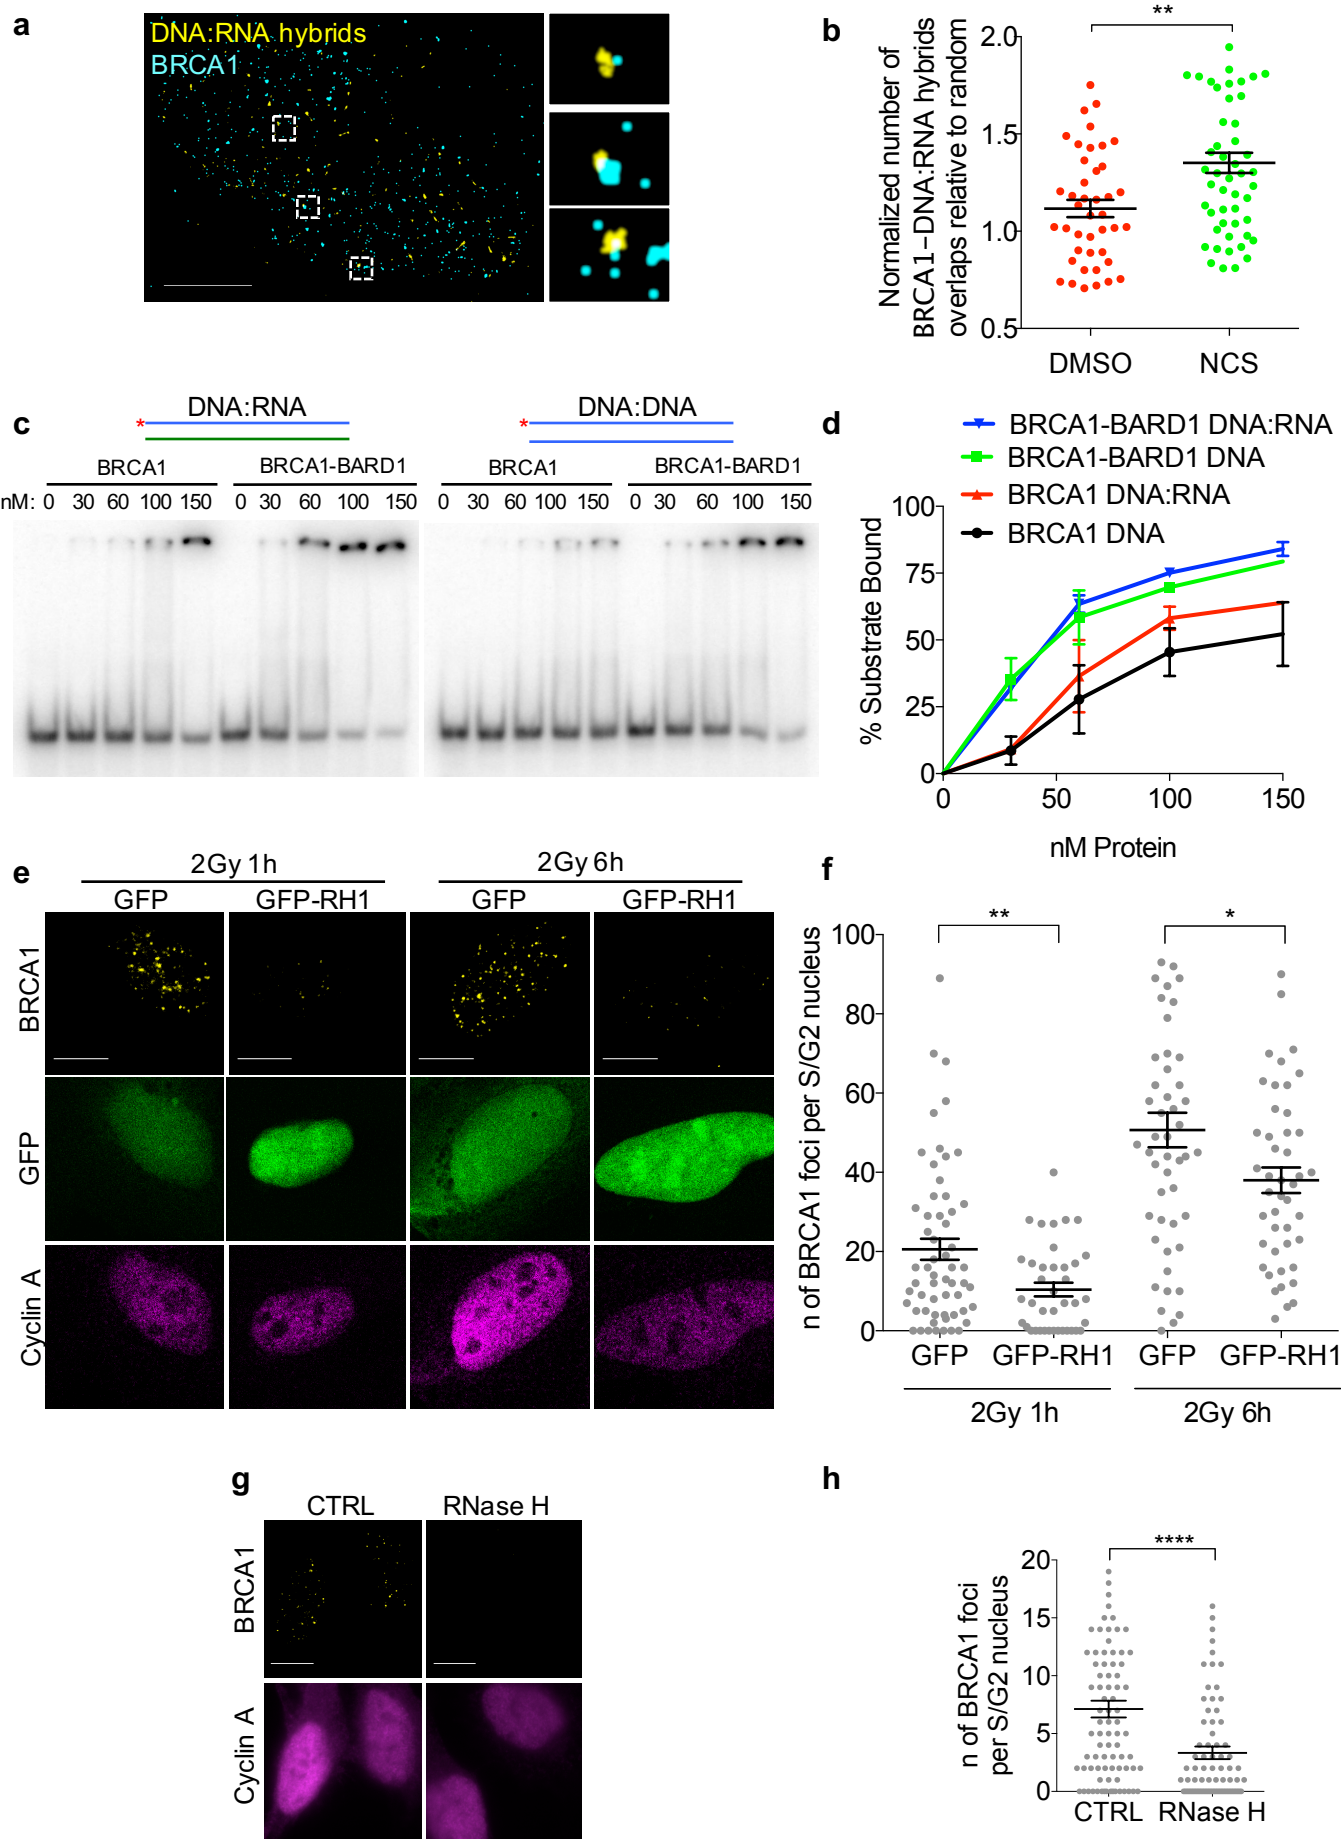 a
DNA:RNA hybrids
BRCA1
b
Normalized number of
BRCA1–DNA:RNA hybrids
overlaps relative to random
**
2.0
1.5
1.0
0.5
DMSO NCS
c
DNA:RNA DNA:DNA
* *
BRCA1 BRCA1-BARD1 BRCA1 BRCA1-BARD1
nM: 0 30 60 100 150 0 30 60 100 150 0 30 60 100 150 0 30 60 100 150
d
BRCA1-BARD1 DNA:RNA
BRCA1-BARD1 DNA
BRCA1 DNA:RNA
BRCA1 DNA
% Substrate Bound
100
75
50
25
0
0 50 100 150
nM Protein
e
2Gy 1h 2Gy 6h
GFP GFP-RH1 GFP GFP-RH1
BRCA1
GFP
Cyclin A
f
n of BRCA1 foci per S/G2 nucleus
** *
100
80
60
40
20
0
GFP GFP-RH1 GFP GFP-RH1
2Gy 1h 2Gy 6h
g
CTRL RNase H
BRCA1
Cyclin A
h
n of BRCA1 foci
per S/G2 nucleus
****
20
15
10
5
0
CTRL RNase H